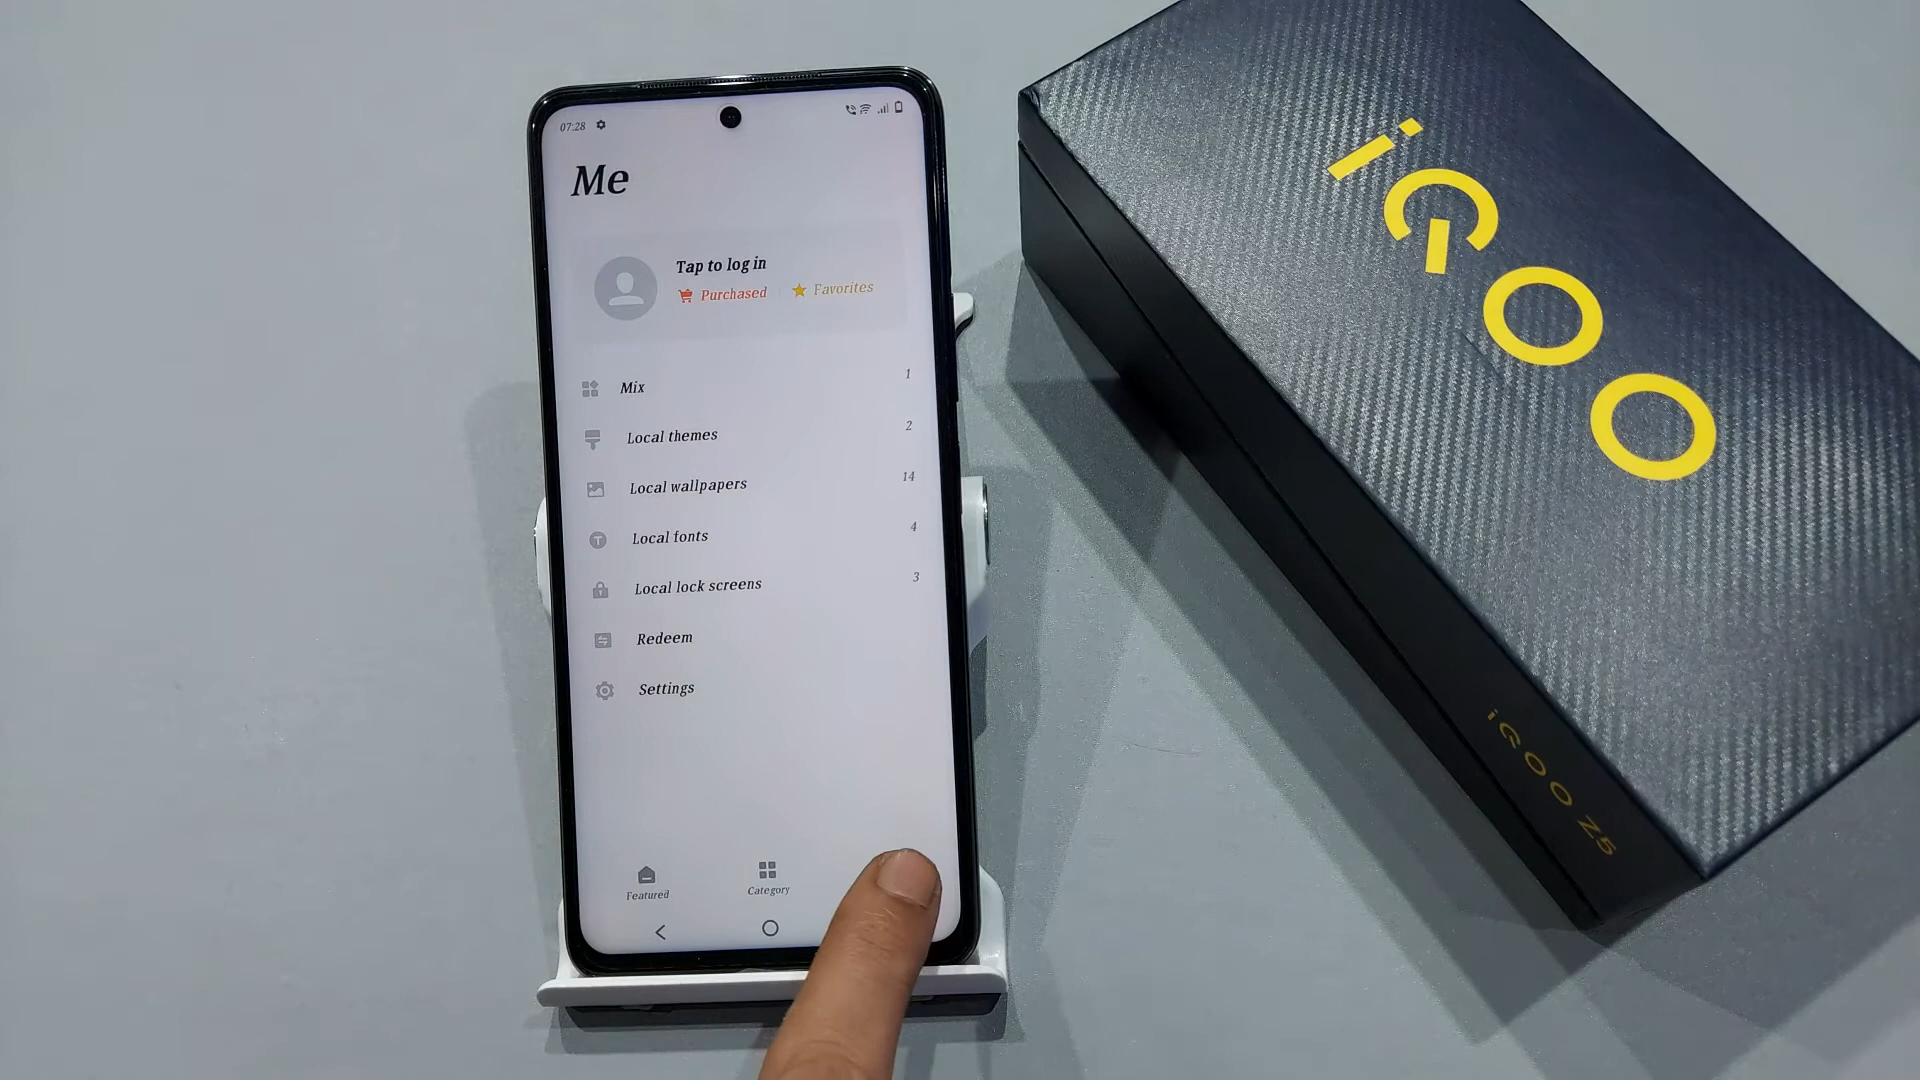 07:28
Me
Tap to log in
Purchased
Favorites
Mix
1
Local themes
2
Local wallpapers
14
Local fonts
4
Local lock screens
3
Redeem
Settings
Featured
Category
iQOO
iQOO Z5